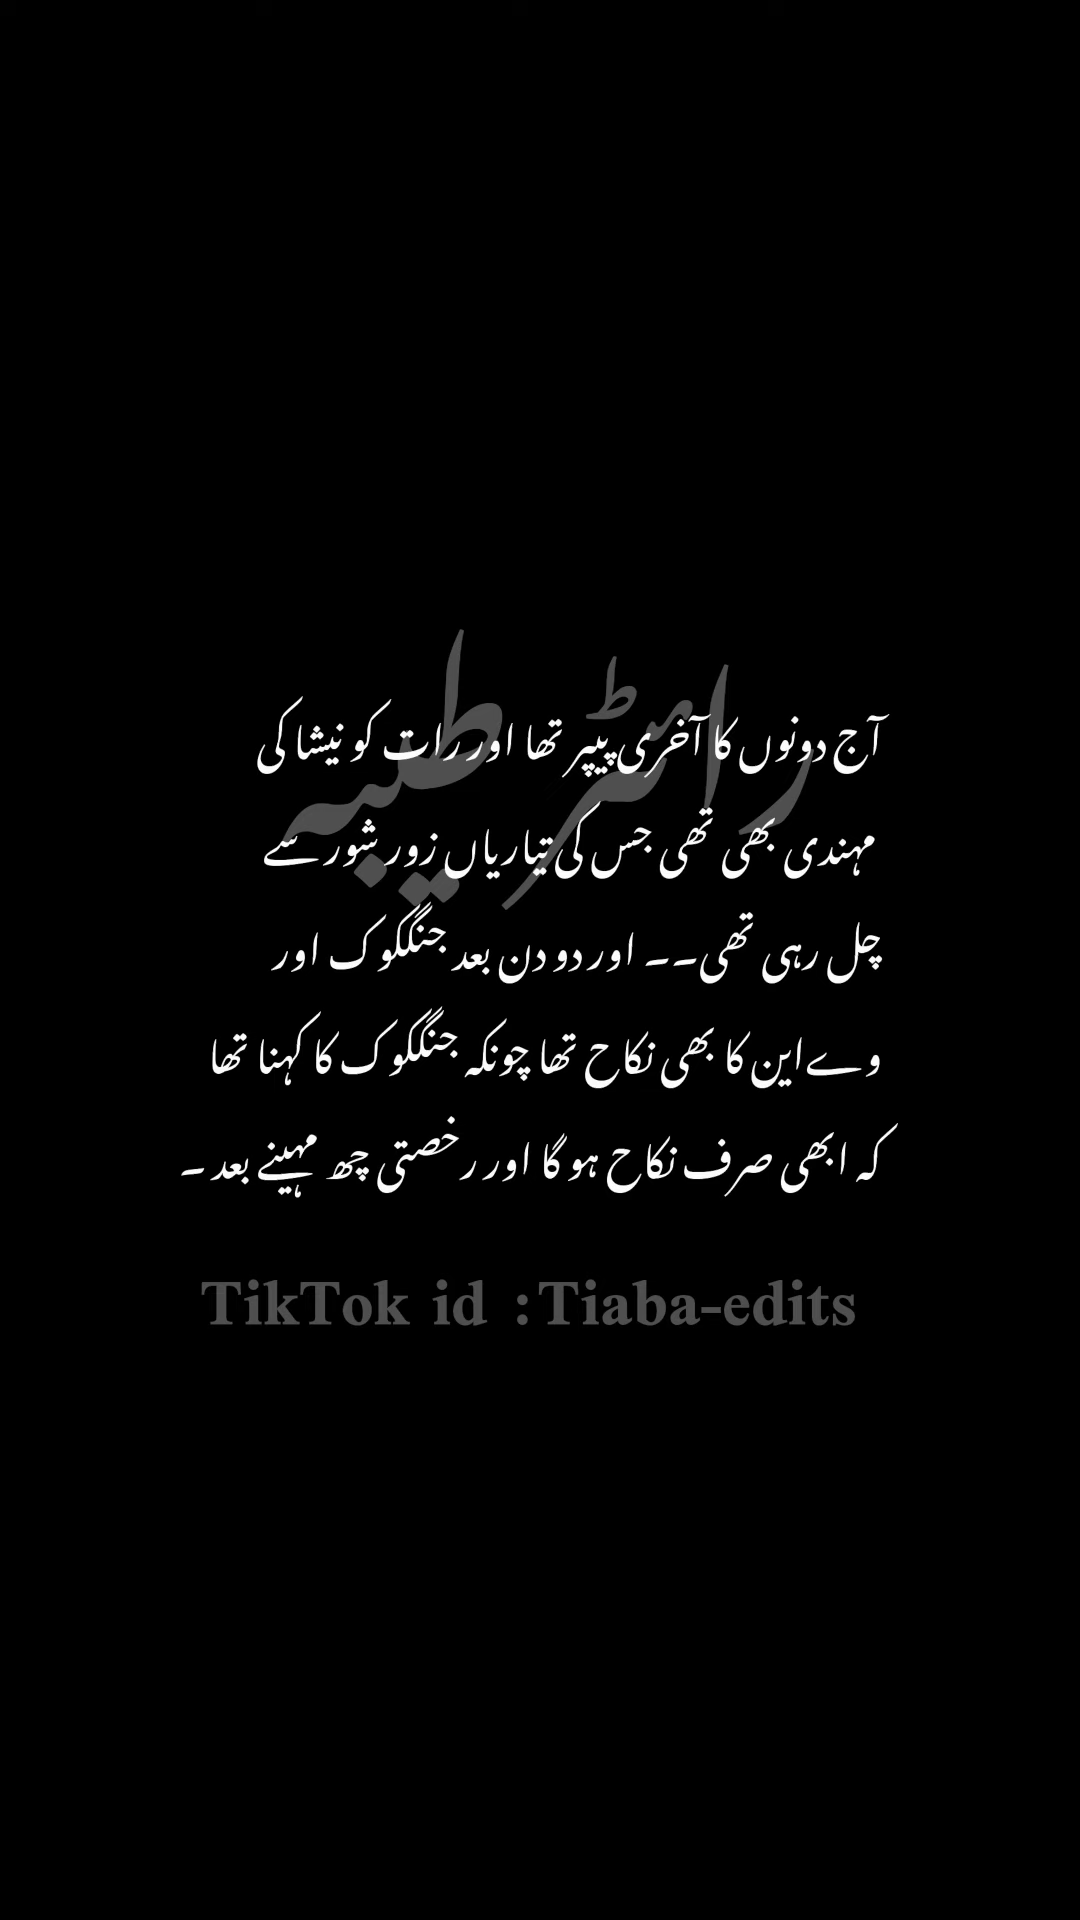 رائٹر طیبہ
آج دونوں کا آخری پیپر تھا اور رات کو نیشا کی
مہندی بھی تھی جس کی تیاریاں زور شور سے
چل رہی تھی۔۔ اور دو دن بعد جنگکوک اور
وے این کا بھی نکاح تھا چونکہ جنگکوک کا کہنا تھا
کہ ابھی صرف نکاح ہو گا اور رخصتی چھ مہینے بعد ۔
TikTok id :Tiaba-edits